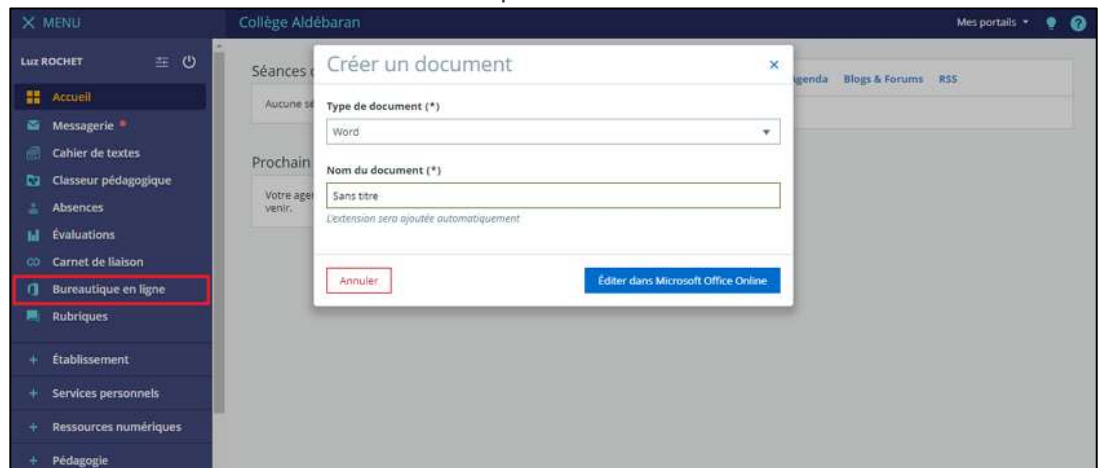 MENU
Collège Aldébaran
Mes portails
Luz ROCHET
Accueil
Messagerie
Cahier de textes
Classeur pédagogique
Absences
Évaluations
Carnet de liaison
Bureautique en ligne
Rubriques
+ Établissement
+ Services personnels
+ Ressources numériques
+ Pédagogie
Séances
Aucune
Prochain
Votre
venir.
Blogs & Forums RSS
Créer un document ×
Type de document (*)
Word
Nom du document (*)
Sans titre
L'extension sera ajoutée automatiquement
Annuler
Éditer dans Microsoft Office Online